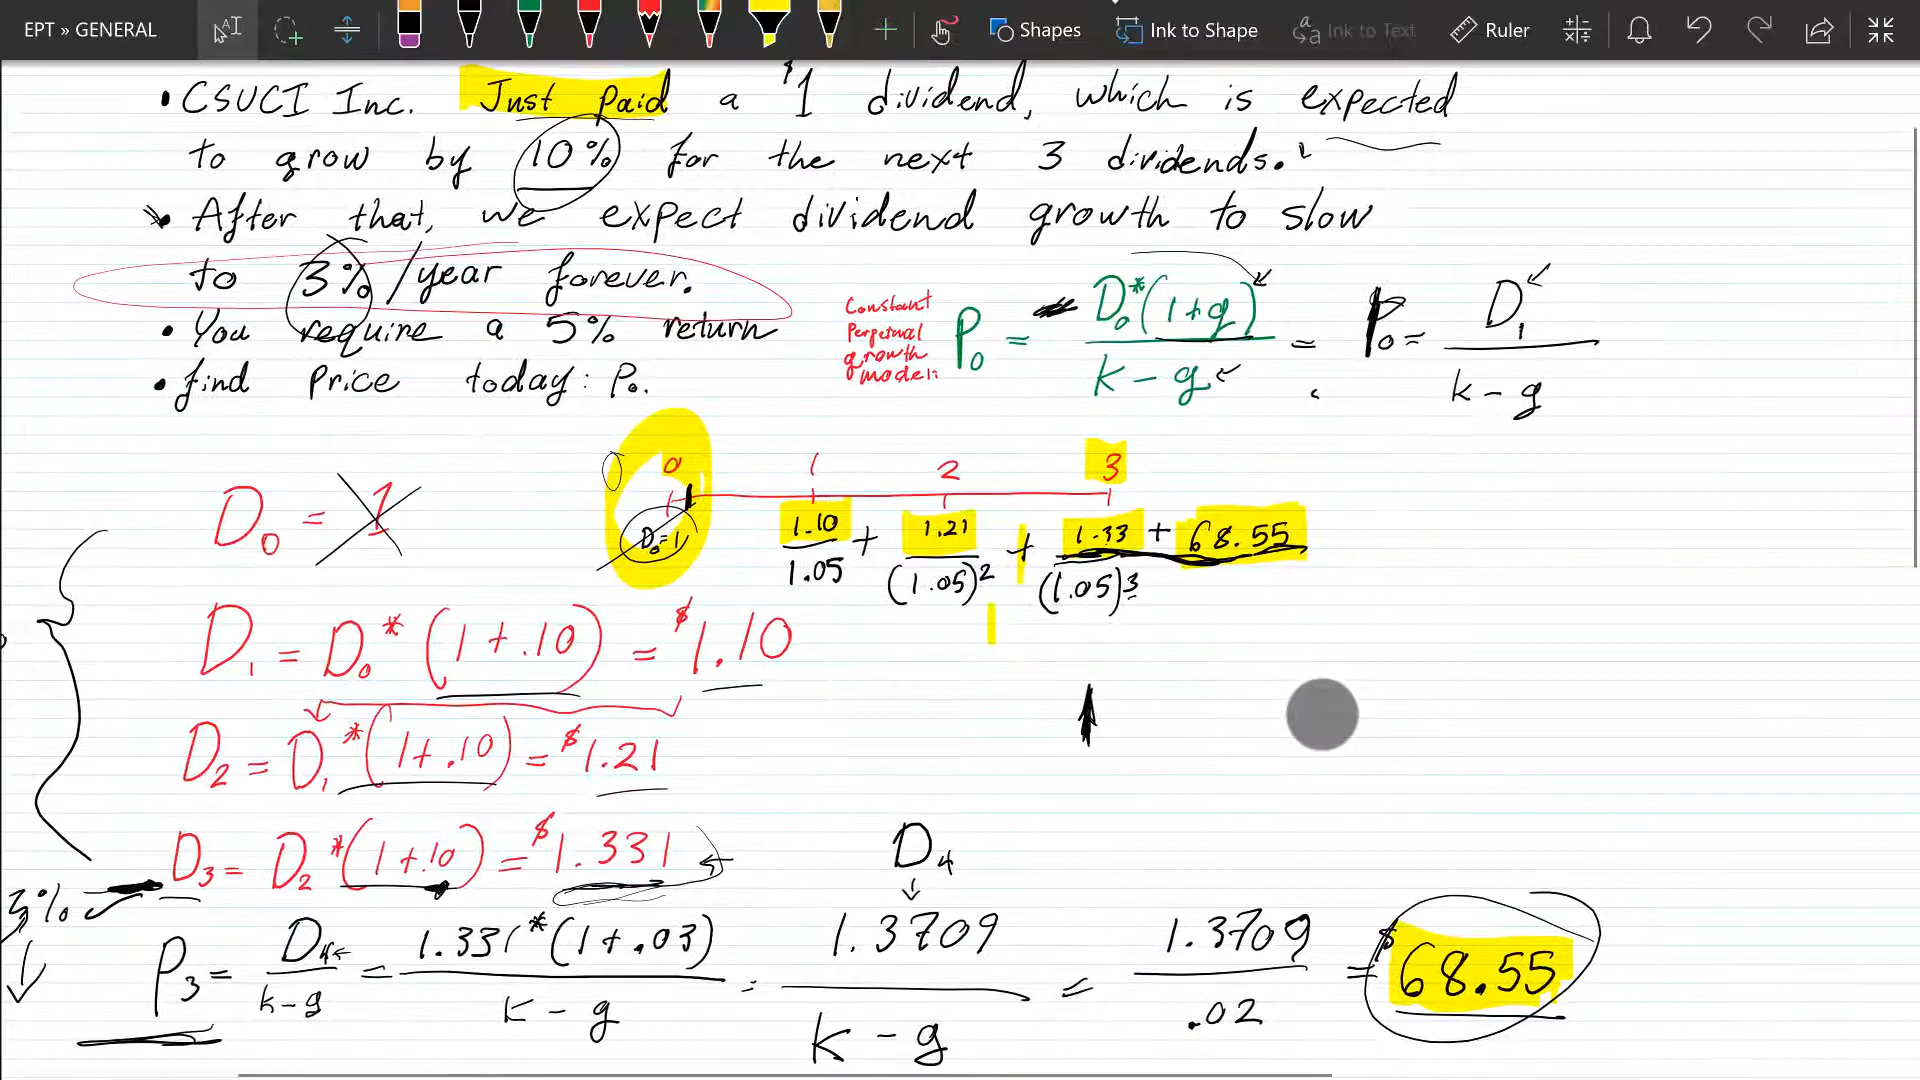 EPT » GENERAL Shapes Ink to Shape Ink to Text Ruler
• CSUCI Inc. Just Paid a $1 dividend, which is expected
to grow by 10% for the next 3 dividends.
• After that, we expect dividend growth to slow
to 3%/year forever.
• You require a 5% return
• find Price today: P₀.
Constant
Perpetual
growth
model:
P₀ = D₀*(1+g) / k - g = P₀ = D₁ / k - g
0 1 2 3
D₀=1 1.10/1.05 + 1.21/(1.05)² + 1.33 + 68.55/(1.05)³
D₀ = 1
D₁ = D₀*(1+.10) = $1.10
D₂ = D₁*(1+.10) = $1.21
D₃ = D₂*(1+.10) = $1.331
3%
D₄
P₃ = D₄/k-g = 1.331*(1+.03)/k-g = 1.3709/k-g = 1.3709/.02 = $68.55